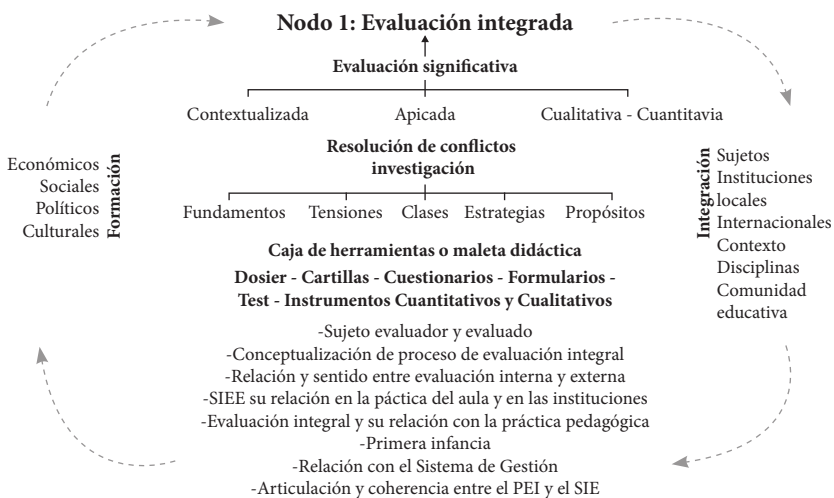 Nodo 1: Evaluación integrada
Evaluación significativa
Contextualizada
Apicada
Cualitativa - Cuantitavia
Resolución de conflictos
investigación
Fundamentos
Tensiones
Clases
Estrategias
Propósitos
Económicos
Sociales
Políticos
Culturales
Formación
Integración
Sujetos
Instituciones
locales
Internacionales
Contexto
Disciplinas
Comunidad
educativa
Caja de herramientas o maleta didáctica
Dosier - Cartillas - Cuestionarios - Formularios -
Test - Instrumentos Cuantitativos y Cualitativos
-Sujeto evaluador y evaluado
-Conceptualización de proceso de evaluación integral
-Relación y sentido entre evaluación interna y externa
-SIEE su relación en la páctica del aula y en las instituciones
-Evaluación integral y su relación con la práctica pedagógica
-Primera infancia
-Relación con el Sistema de Gestión
-Articulación y coherencia entre el PEI y el SIE